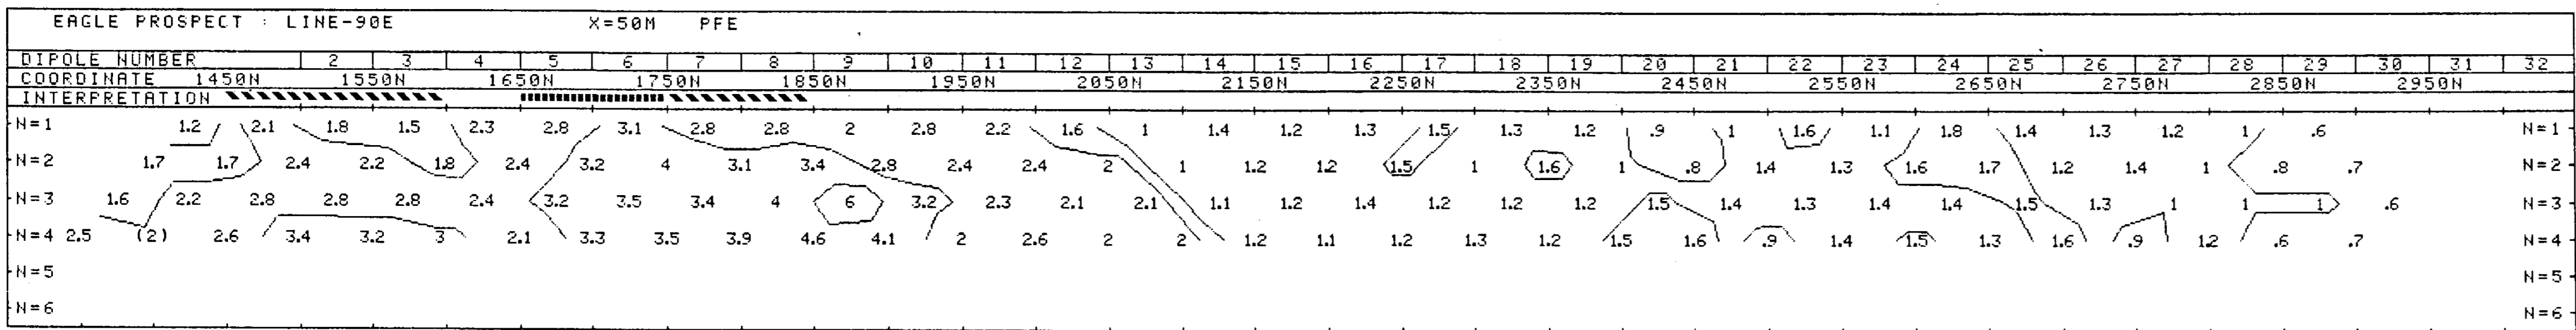 EAGLE PROSPECT : LINE-90E X=50M PFE
DIPOLE NUMBER 2 3 4 5 6 7 8 9 10 11 12 13 14 15 16 17 18 19 20 21 22 23 24 25 26 27 28 29 30 31 32
COORDINATE 1450N 1550N 1650N 1750N 1850N 1950N 2050N 2150N 2250N 2350N 2450N 2550N 2650N 2750N 2850N 2950N
INTERPRETATION
N=1 1.2 2.1 1.8 1.5 2.3 2.8 3.1 2.8 2.8 2 2.8 2.2 1.6 1 1.4 1.2 1.3 1.5 1.3 1.2 .9 1 1.6 1.1 1.8 1.4 1.3 1.2 1 .6 N=1
N=2 1.7 1.7 2.4 2.2 1.8 2.4 3.2 4 3.1 3.4 2.8 2.4 2.4 2 1 1.2 1.2 1.5 1 1.6 1 .8 1.4 1.3 1.6 1.7 1.2 1.4 1 .8 .7 N=2
N=3 1.6 2.2 2.8 2.8 2.8 2.4 3.2 3.5 3.4 4 6 3.2 2.3 2.1 2.1 1.1 1.2 1.4 1.2 1.2 1.2 1.5 1.4 1.3 1.4 1.4 1.5 1.3 1 1 1 .6 N=3
N=4 2.5 (2) 2.6 3.4 3.2 3 2.1 3.3 3.5 3.9 4.6 4.1 2 2.6 2 2 1.2 1.1 1.2 1.3 1.2 1.5 1.6 .9 1.4 1.5 1.3 1.6 .9 1.2 .6 .7 N=4
N=5 N=5
N=6 N=6